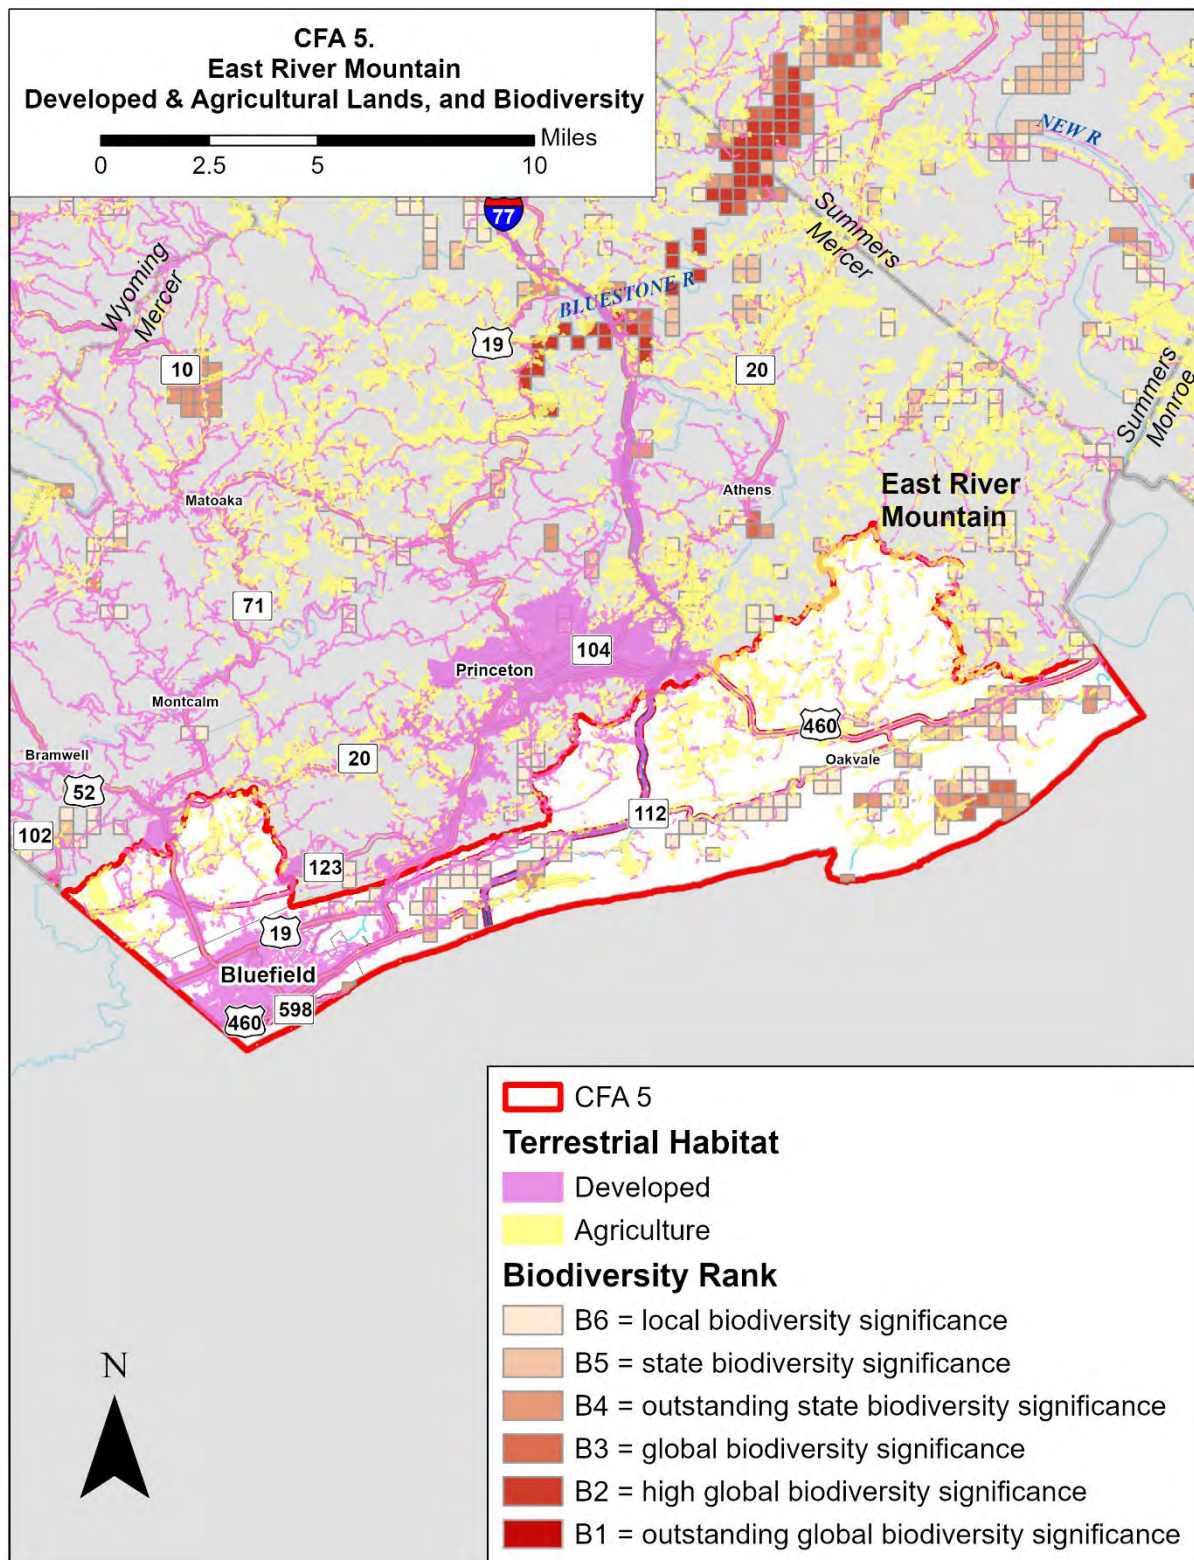 CFA 5.
East River Mountain
Developed & Agricultural Lands, and Biodiversity
Miles
0 2.5 5 10
NEW R
77
Summers
Mercer
Wyoming
Mercer
BLUESTONE R
19
10
20
Summers
Monroe
East River
Mountain
Athens
Matoaka
71
104
Princeton
Montcalm
460
Bramwell
20
Oakvale
52
112
102
123
19
Bluefield
598
460
CFA 5
Terrestrial Habitat
Developed
Agriculture
Biodiversity Rank
B6 = local biodiversity significance
B5 = state biodiversity significance
B4 = outstanding state biodiversity significance
B3 = global biodiversity significance
B2 = high global biodiversity significance
B1 = outstanding global biodiversity significance
N